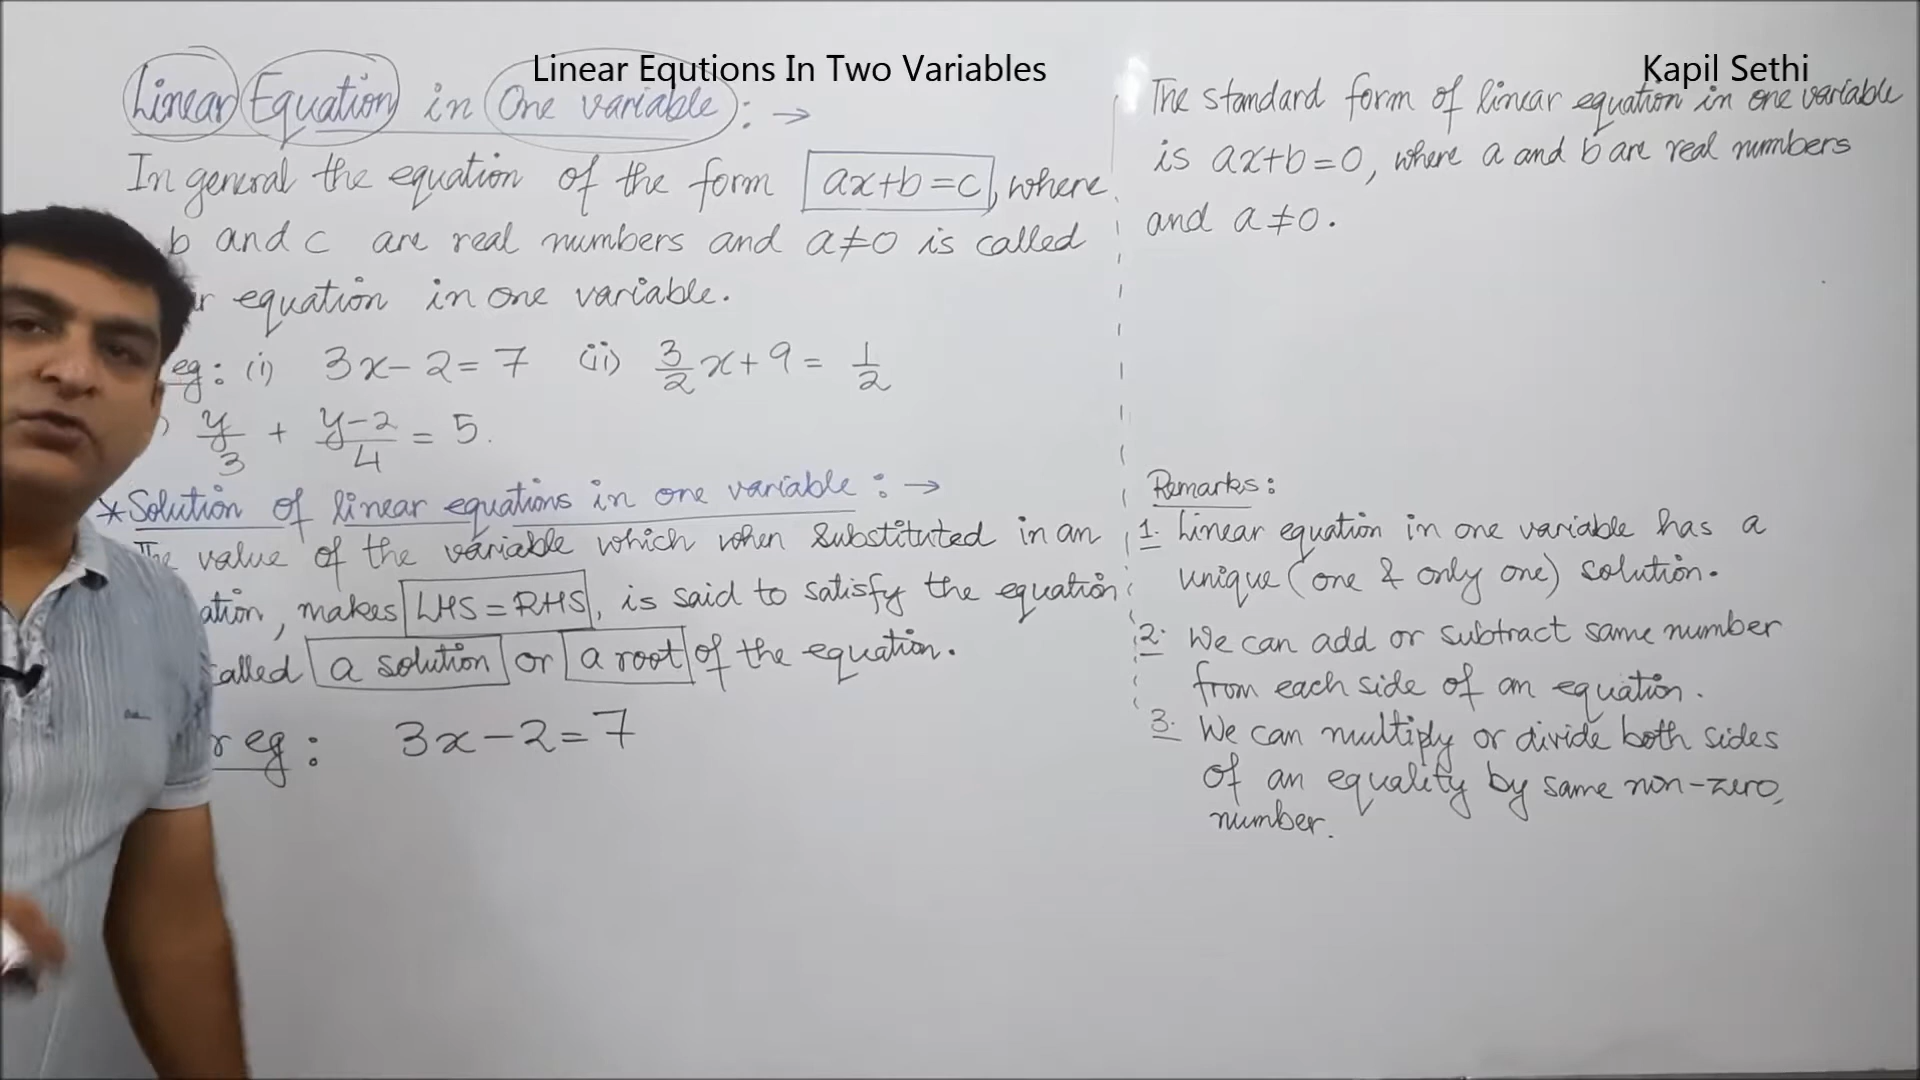 Linear Equtions In Two Variables
Kapil Sethi
Linear Equation in One variable : →
In general the equation of the form ax+b=c, where
b and c are real numbers and a≠0 is called
equation in one variable.
eg: (i) 3x-2=7 (ii) 3/2 x+9= 1/2
y/3 + y-2/4 = 5.
*Solution of linear equations in one variable : →
The value of the variable which when substituted in an
makes LHS=RHS, is said to satisfy the equation
a solution or a root of the equation.
eg: 3x-2=7
The standard form of linear equation in one variable
is ax+b=0, where a and b are real numbers
and a≠0.
Remarks:
1. Linear equation in one variable has a
unique (one & only one) solution.
2. We can add or subtract same number
from each side of an equation.
3. We can multiply or divide both sides
of an equality by same non-zero,
number.